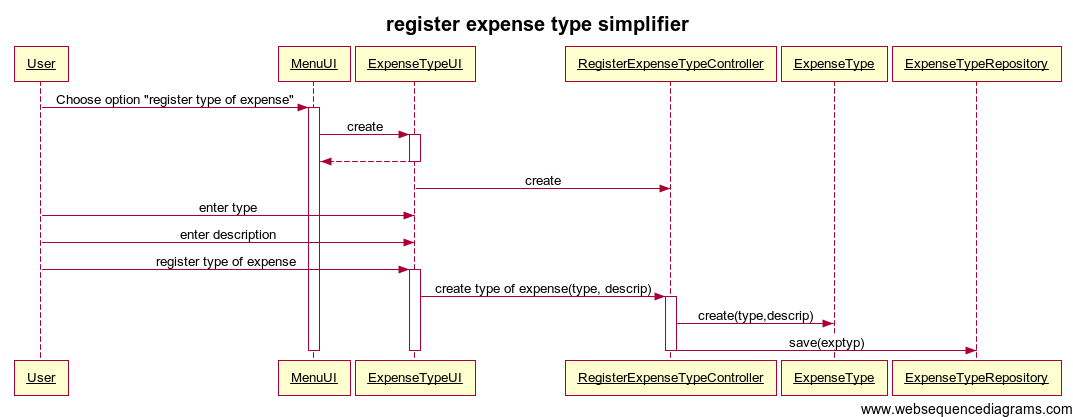 register expense type simplifier
User
MenuUI
ExpenseTypeUI
RegisterExpenseTypeController
ExpenseType
ExpenseTypeRepository
Choose option "register type of expense"
create
create
enter type
enter description
register type of expense
create type of expense(type, descrip)
create(type,descrip)
save(exptyp)
User
MenuUI
ExpenseTypeUI
RegisterExpenseTypeController
ExpenseType
ExpenseTypeRepository
www.websequencediagrams.com